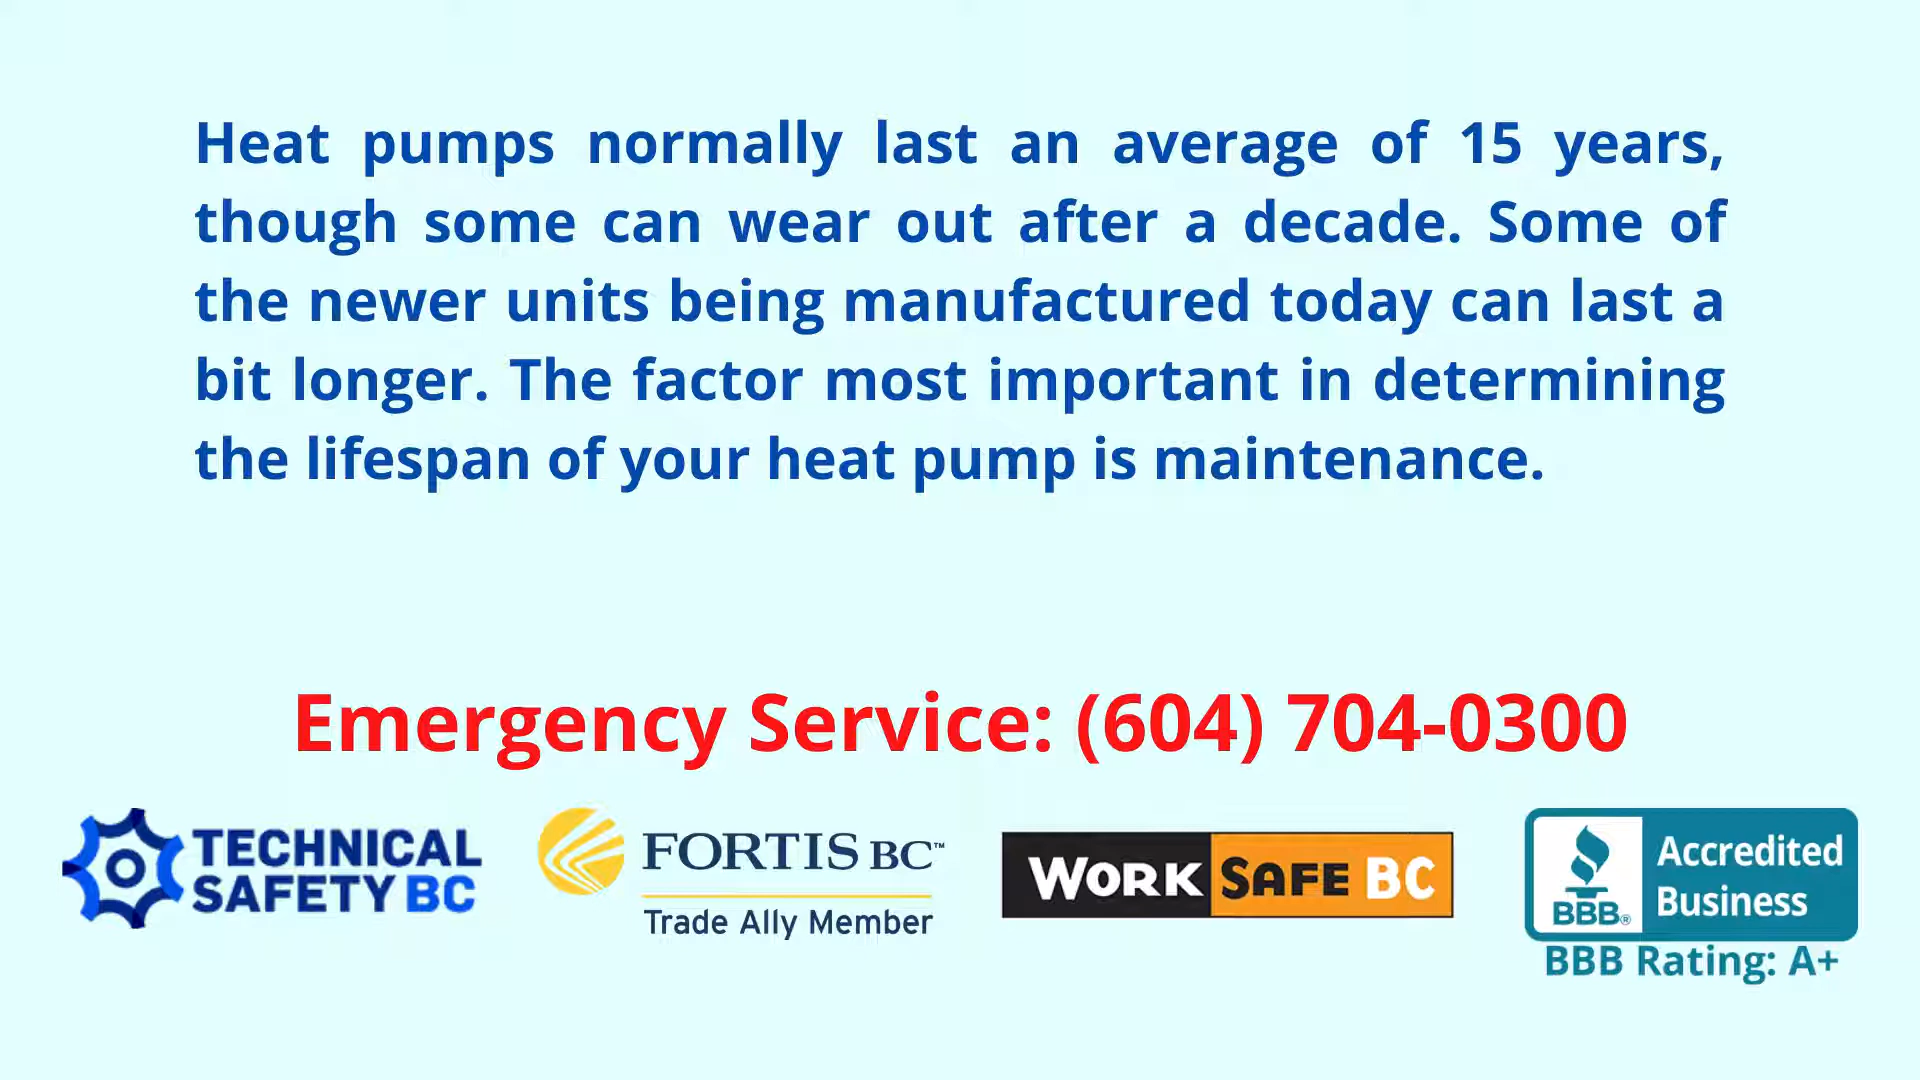 Heat pumps normally last an average of 15 years,
though some can wear out after a decade. Some of
the newer units being manufactured today can last a
bit longer. The factor most important in determining
the lifespan of your heat pump is maintenance.
Emergency Service: (604) 704-0300
TECHNICAL
SAFETY BC
FORTIS BC™
Trade Ally Member
WORK SAFE BC
BBB®
Accredited
Business
BBB Rating: A+